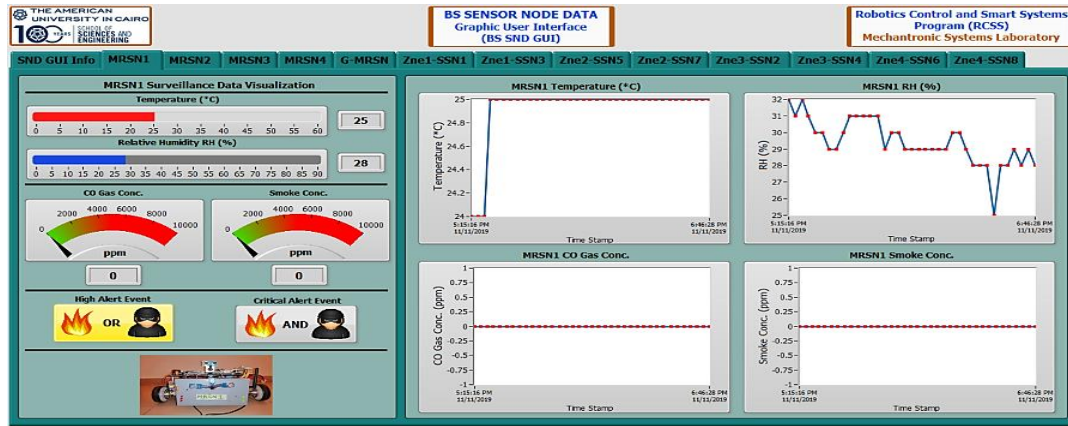 THE AMERICAN
UNIVERSITY IN CAIRO
100 YEARS
SCHOOL OF
SCIENCES AND
ENGINEERING
BS SENSOR NODE DATA
Graphic User Interface
(BS SND GUI)
Robotics Control and Smart Systems
Program (RCSS)
Mechantronic Systems Laboratory
SND GUI Info MRSN1 MRSN2 MRSN3 MRSN4 G-MRSN Zne1-SSN1 Zne1-SSN3 Zne2-SSN5 Zne2-SSN7 Zne3-SSN2 Zne3-SSN4 Zne4-SSN6 Zne4-SSN8
MRSN1 Surveillance Data Visualization
Temperature (*C)
0 5 10 15 20 25 30 35 40 45 50 55 60
25
Relative Humidity RH (%)
0 5 10 15 20 25 30 35 40 45 50 55 60 65 70 75 80 85 90
28
CO Gas Conc.
0 2000 4000 6000 8000 10000
ppm
0
Smoke Conc.
0 2000 4000 6000 8000 10000
ppm
0
High Alert Event
OR
Critical Alert Event
AND
MRSN1
MRSN1 Temperature (*C)
Temperature (*C)
25
24.8
24.6
24.4
24.2
24
5:15:16 PM
11/11/2019
6:46:28 PM
11/11/2019
Time Stamp
MRSN1 RH (%)
RH (%)
32
31
30
29
28
27
26
25
5:15:16 PM
11/11/2019
6:46:28 PM
11/11/2019
Time Stamp
MRSN1 CO Gas Conc.
CO Gas Conc. (ppm)
1
0.75
0.5
0.25
0
-0.25
-0.5
-0.75
-1
5:15:16 PM
11/11/2019
6:46:28 PM
11/11/2019
Time Stamp
MRSN1 Smoke Conc.
Smoke Conc. (ppm)
1
0.75
0.5
0.25
0
-0.25
-0.5
-0.75
-1
5:15:16 PM
11/11/2019
6:46:28 PM
11/11/2019
Time Stamp